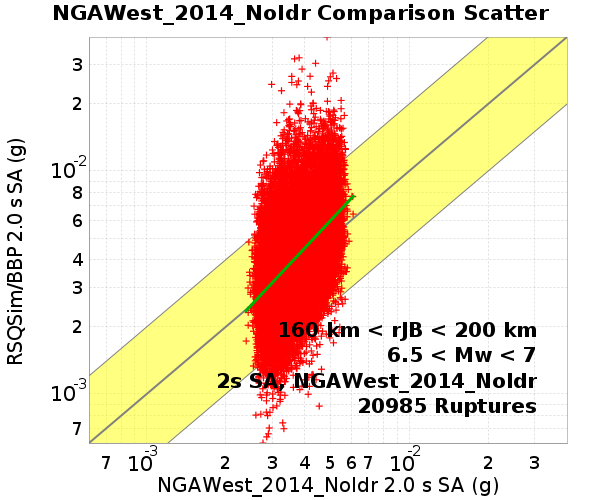 NGAWest_2014_NoIdr Comparison Scatter
RSQSim/BBP 2.0 s SA (g)
3
2
10-2
8
6
4
3
2
10-3
7
160 km < rJB < 200 km
6.5 < Mw < 7
2s SA, NGAWest_2014_NoIdr
20985 Ruptures
7 10-3 2 3 4 5 6 7 10-2 2 3
NGAWest_2014_NoIdr 2.0 s SA (g)